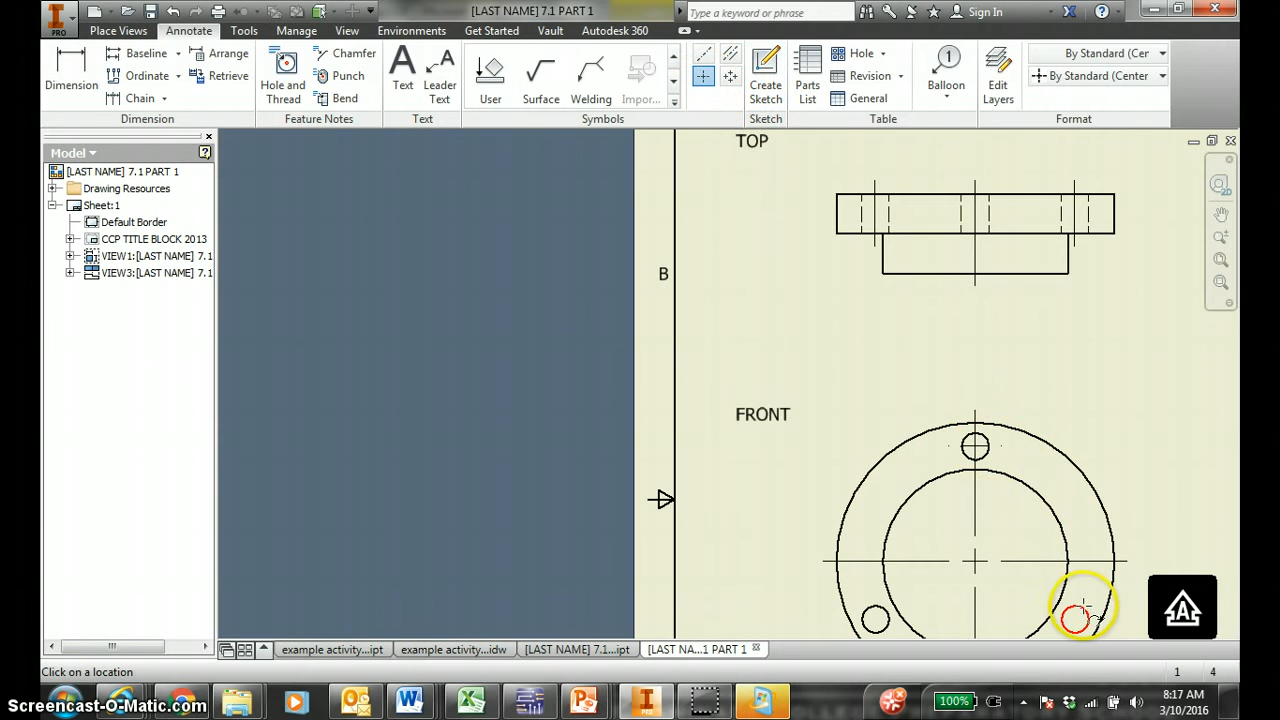 [LAST NAME] 7.1 PART 1
Type a keyword or phrase
Sign In
PRO
Place Views
Annotate
Tools
Manage
View
Environments
Get Started
Vault
Autodesk 360
Dimension
Baseline
Ordinate
Chain
Arrange
Retrieve
Dimension
Hole and
Thread
Chamfer
Punch
Bend
Feature Notes
Text
Leader
Text
Text
User
Surface
Welding
Impor...
Symbols
Create
Sketch
Sketch
Parts
List
Hole
Revision
General
Table
Balloon
Edit
Layers
By Standard (Cer
By Standard (Center
Format
Model
[LAST NAME] 7.1 PART 1
Drawing Resources
Sheet:1
Default Border
CCP TITLE BLOCK 2013
VIEW1:[LAST NAME] 7.1
VIEW3:[LAST NAME] 7.1
TOP
B
FRONT
2D
A
example activity...ipt
example activity...idw
[LAST NAME] 7.1...ipt
[LAST NA...1 PART 1
Click on a location
1 4
Screencast-O-Matic.com
100%
8:17 AM
3/10/2016